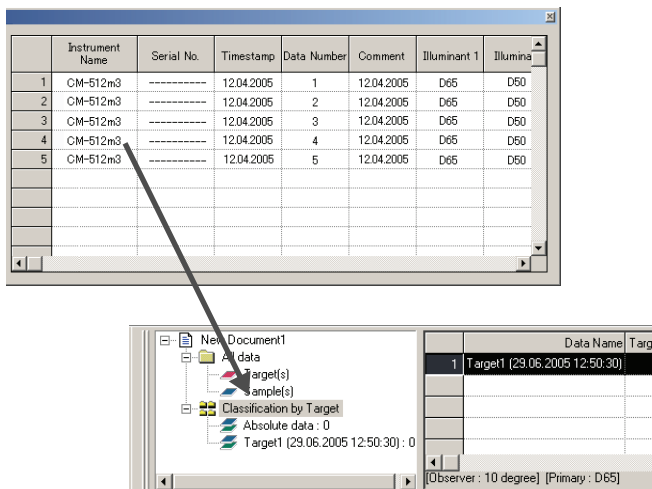 Instrument Name Serial No. Timestamp Data Number Comment Illuminant 1 Illumina
1 CM-512m3 ---------- 12.04.2005 1 12.04.2005 D65 D50
2 CM-512m3 ---------- 12.04.2005 2 12.04.2005 D65 D50
3 CM-512m3 ---------- 12.04.2005 3 12.04.2005 D65 D50
4 CM-512m3 ---------- 12.04.2005 4 12.04.2005 D65 D50
5 CM-512m3 ---------- 12.04.2005 5 12.04.2005 D65 D50
New Document1
All data
Target(s)
Sample(s)
Classification by Target
Absolute data : 0
Target1 (29.06.2005 12:50:30) : 0
Data Name Targ
1 Target1 (29.06.2005 12:50:30)
[Observer : 10 degree] [Primary : D65]